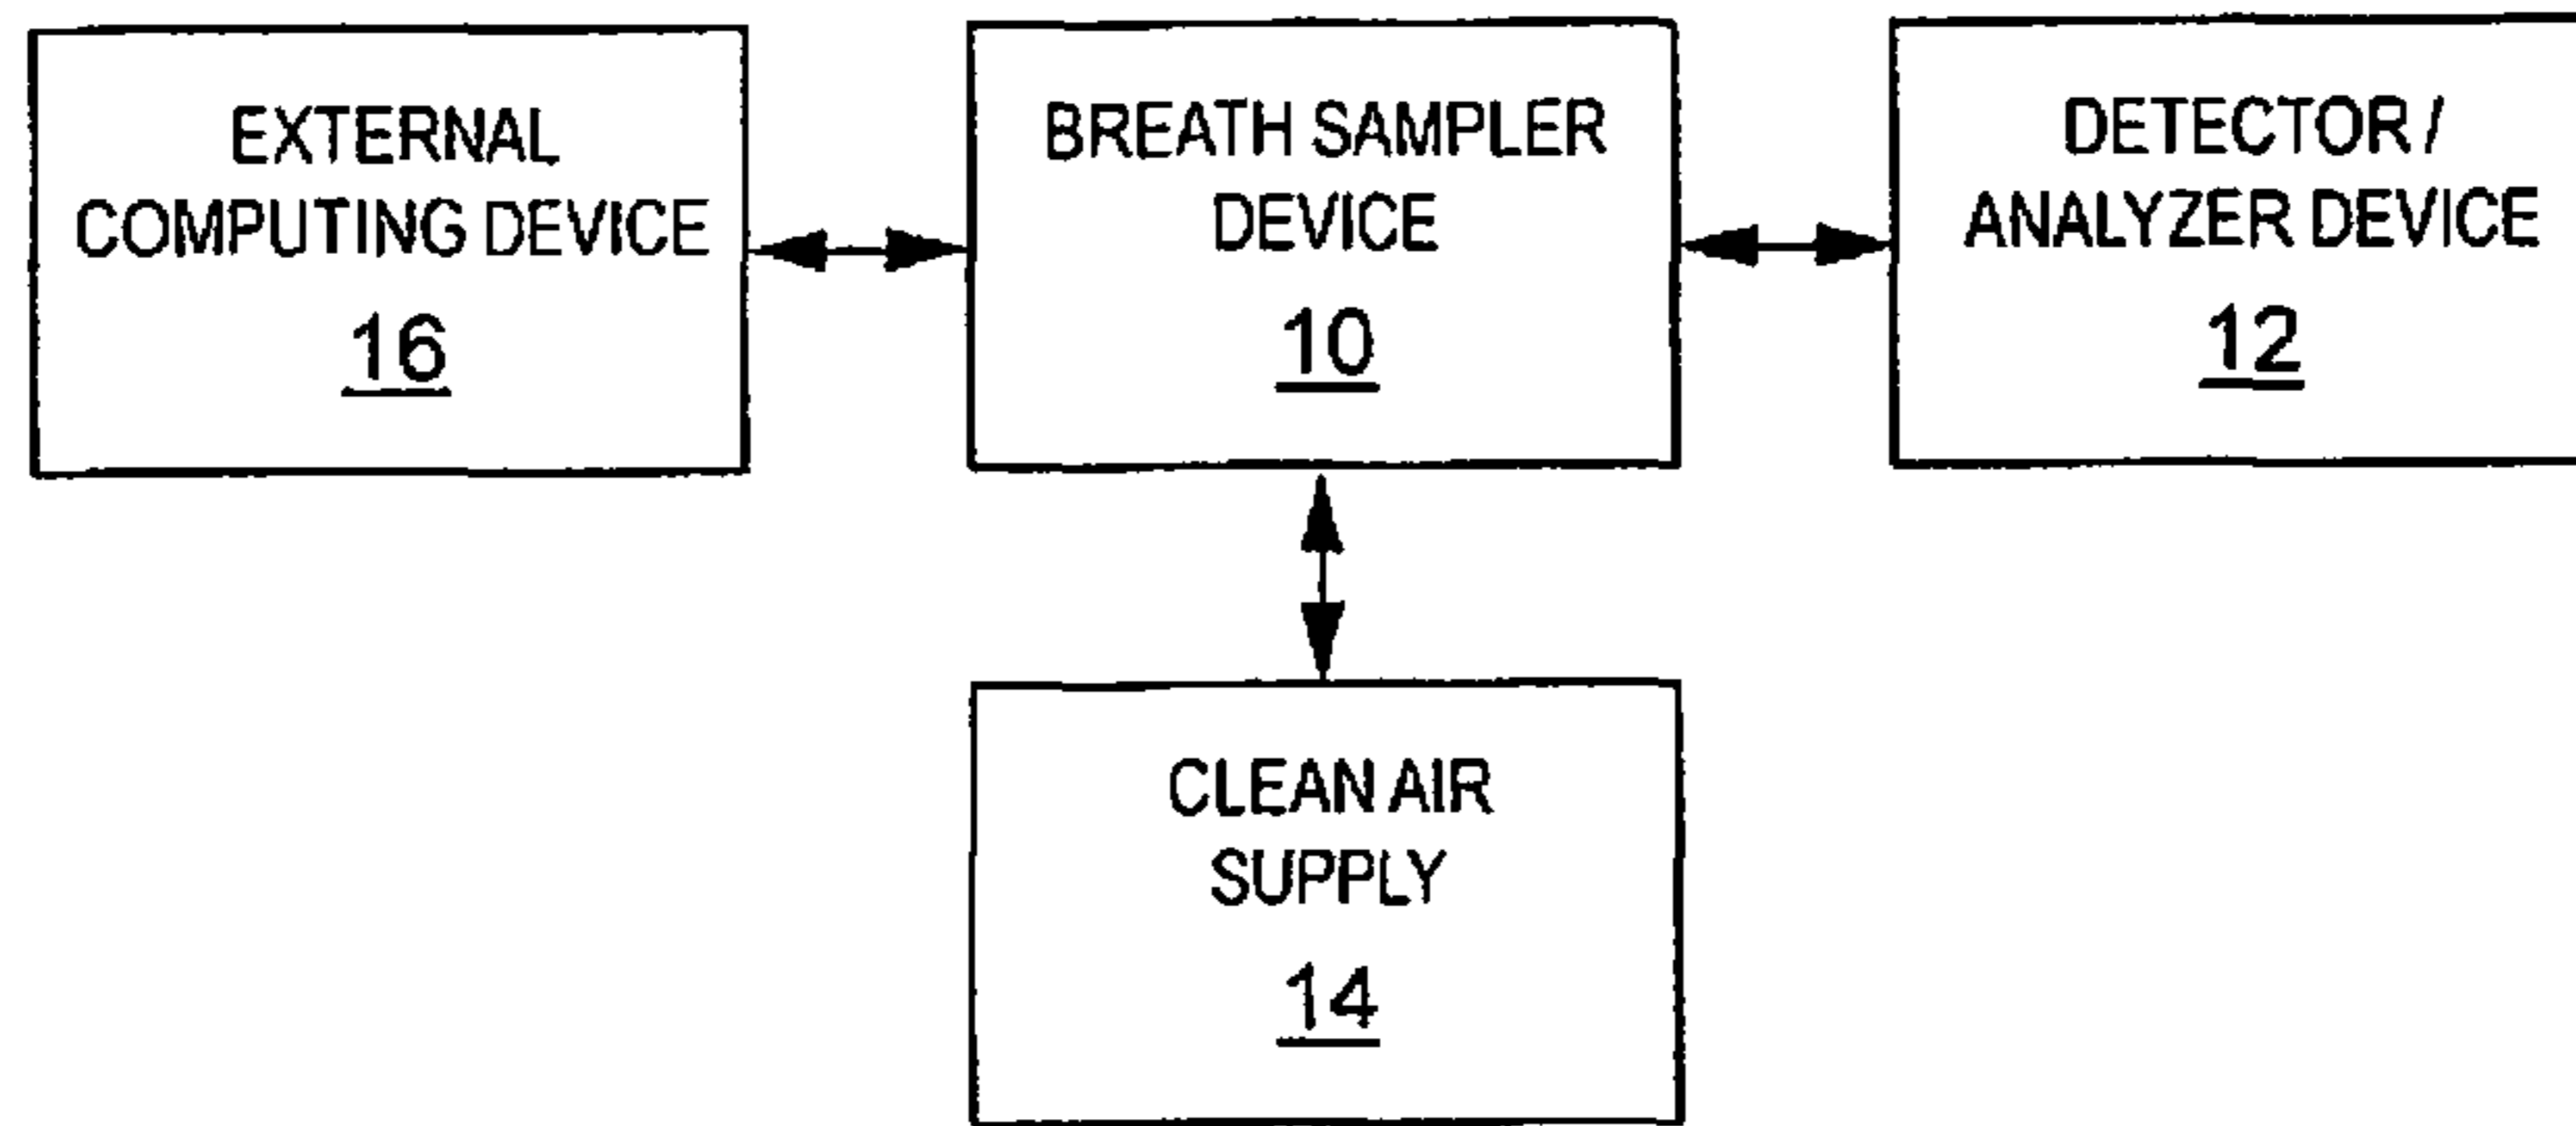 EXTERNAL
COMPUTING DEVICE
16
BREATH SAMPLER
DEVICE
10
DETECTOR /
ANALYZER DEVICE
12
CLEAN AIR
SUPPLY
14